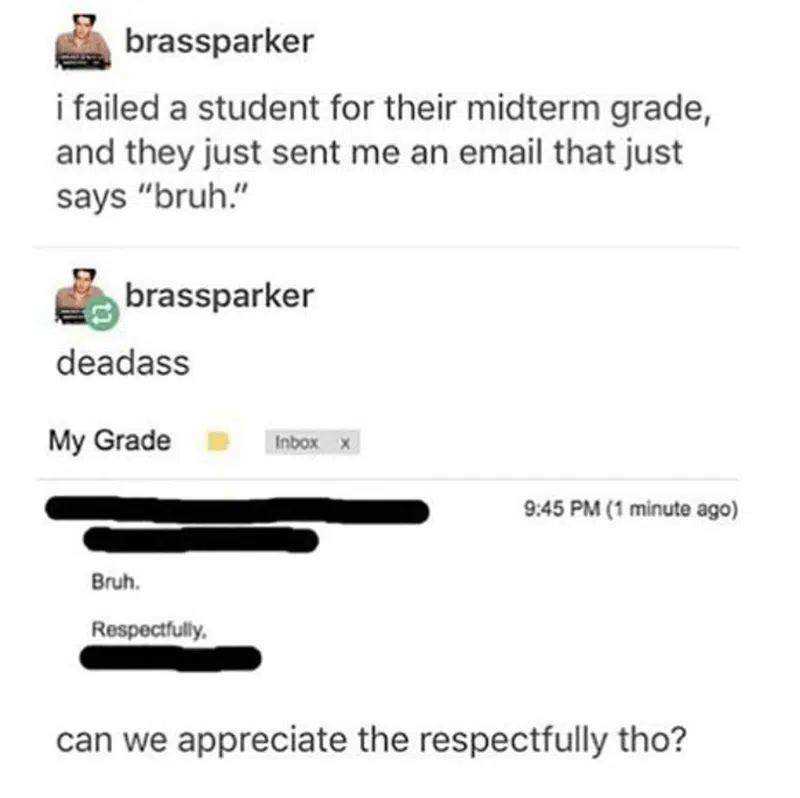 brassparker
i failed a student for their midterm grade,
and they just sent me an email that just
says “bruh.”
brassparker
deadass
My Grade Inbox x
9:45 PM (1 minute ago)
Bruh.
Respectfully,
can we appreciate the respectfully tho?